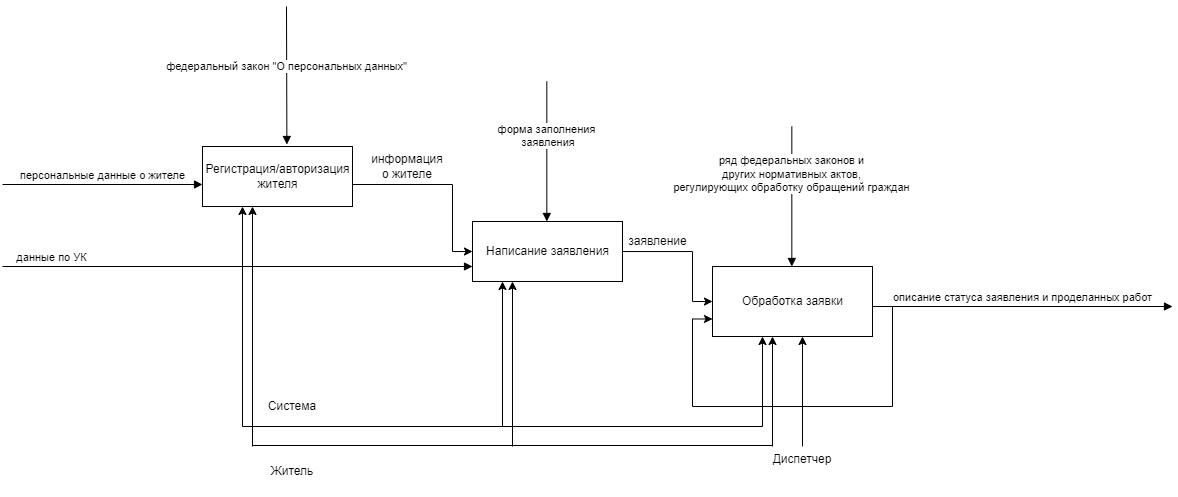 федеральный закон "О персональных данных"
форма заполнения
заявления
ряд федеральных законов и
других нормативных актов,
регулирующих обработку обращений граждан
персональные данные о жителе
Регистрация/авторизация
жителя
информация
о жителе
данные по УК
Написание заявления
заявление
Обработка заявки
описание статуса заявления и проделанных работ
Система
Житель
Диспетчер